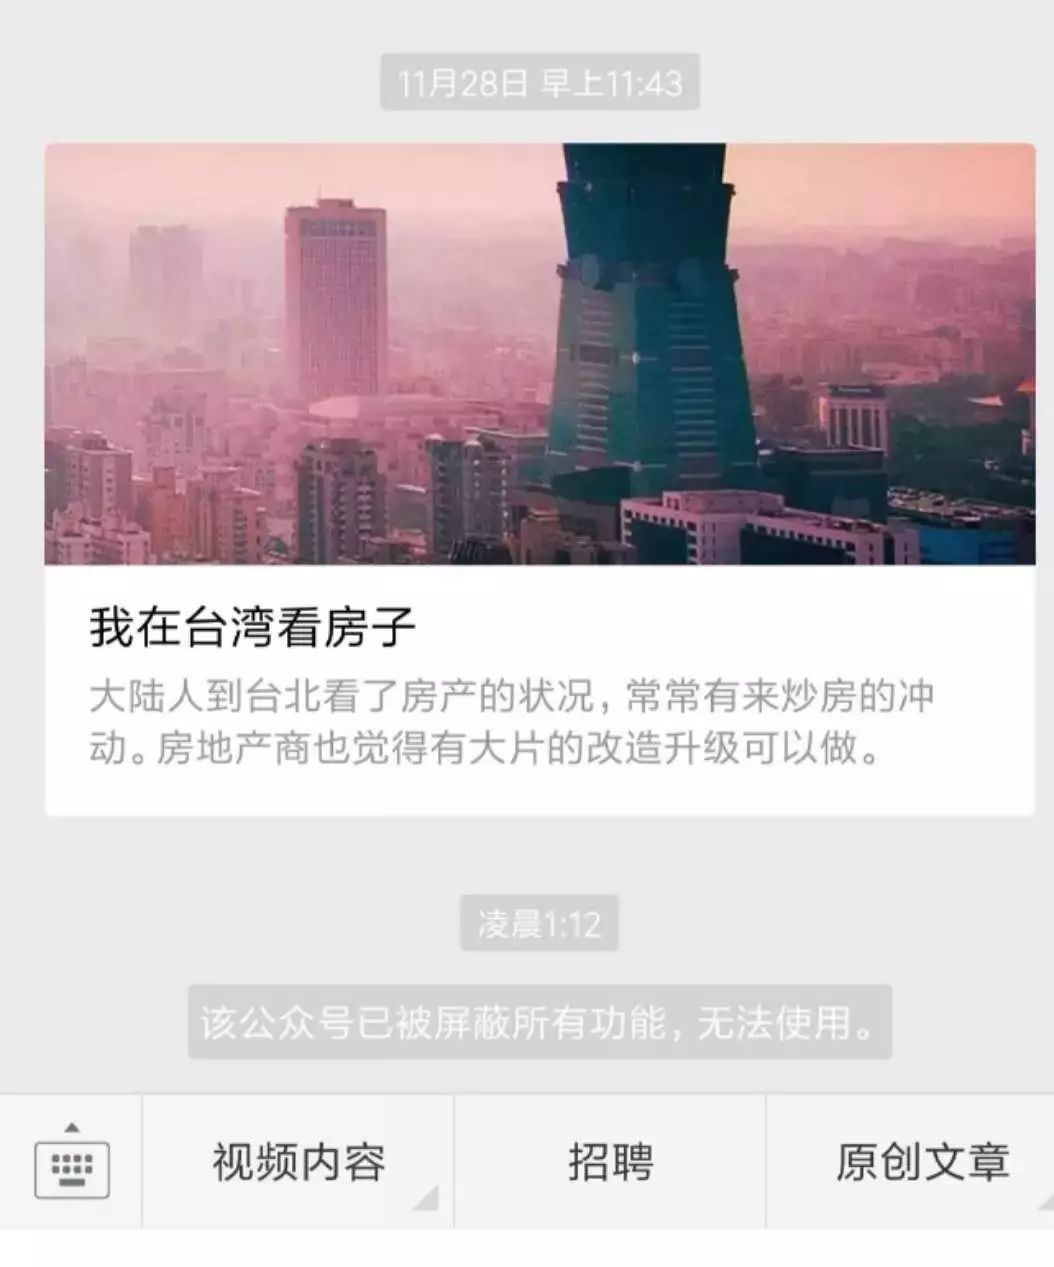 11月28日 早上11:43
我在台湾看房子
大陆人到台北看了房产的状况，常常有来炒房的冲
动。房地产商也觉得有大片的改造升级可以做。
凌晨1:12
该公众号已被屏蔽所有功能，无法使用。
视频内容
招聘
原创文章